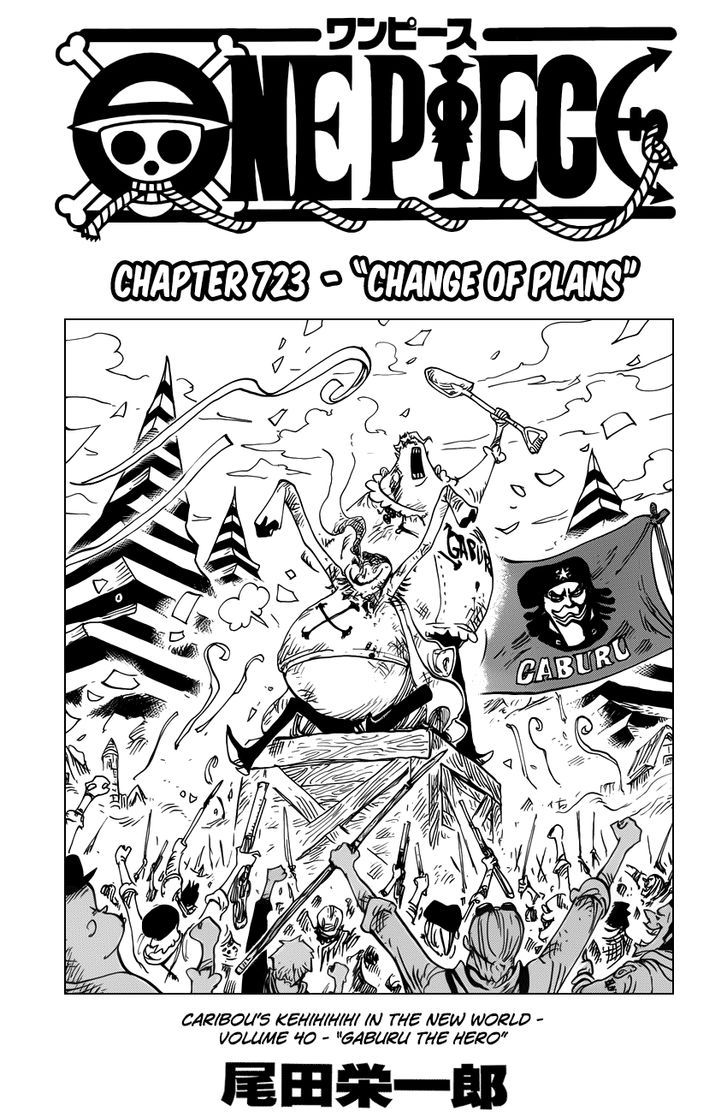 ワンピース
ONE PIECE
CHAPTER 723 - "CHANGE OF PLANS"
GABUR
GABURU
CARIBOU'S KEHIHIHIHI IN THE NEW WORLD -
VOLUME 40 - "GABURU THE HERO"
尾田栄一郎